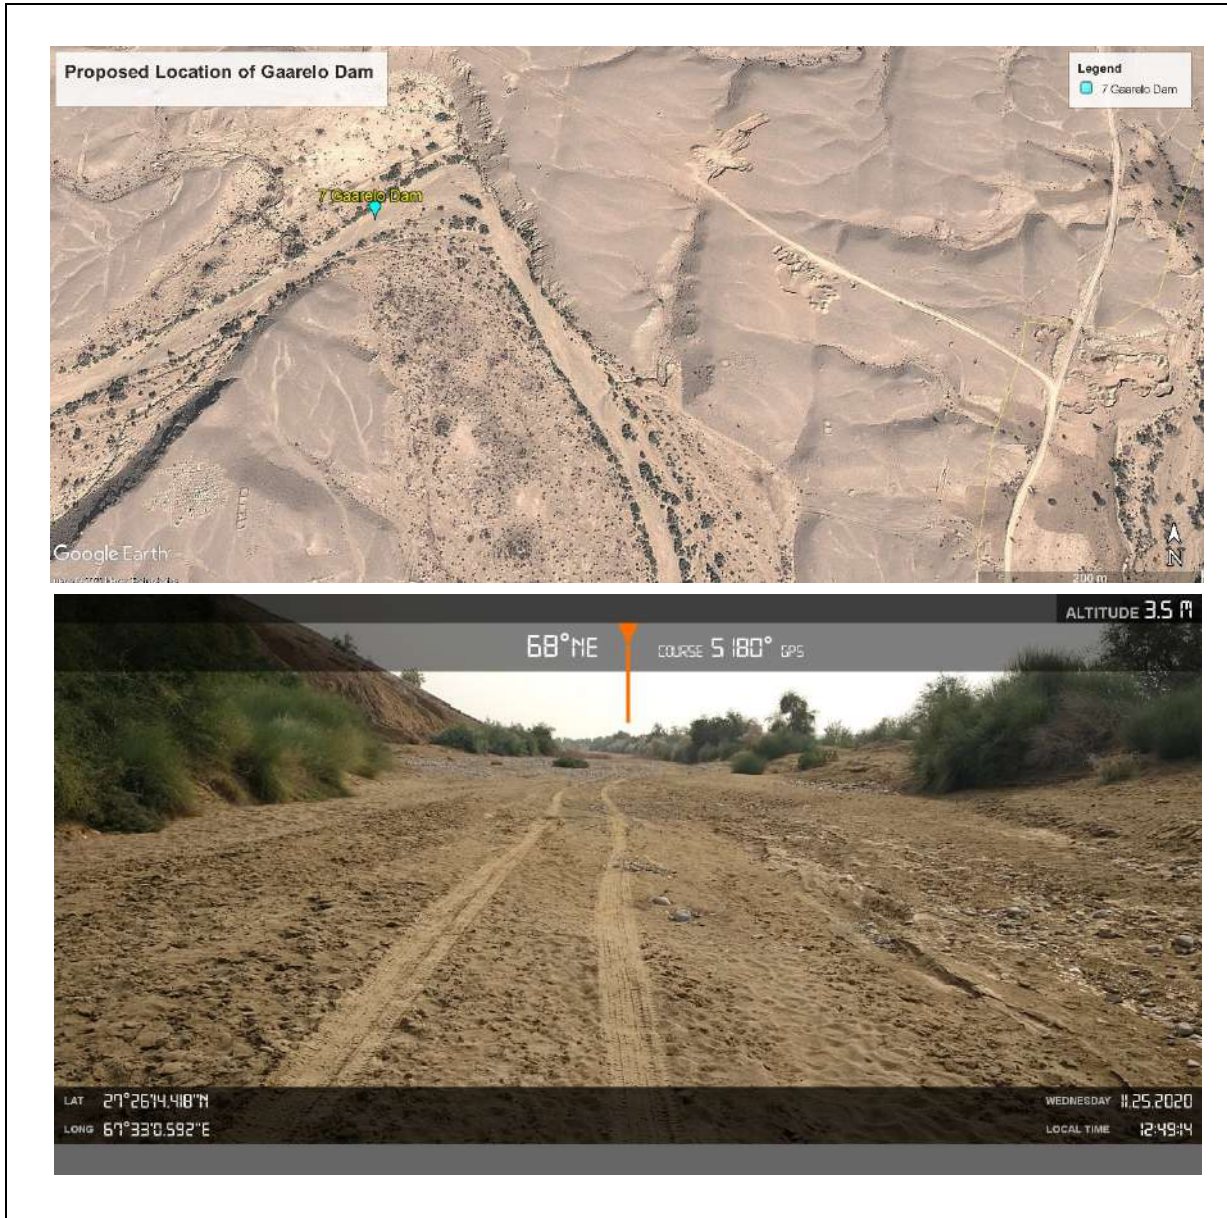 Proposed Location of Gaarelo Dam
Legend
7 Gaarelo Dam
7 Gaarelo Dam
Google Earth
N
200 m
ALTITUDE 3.5 M
68°NE
COURSE S 180° GPS
LAT 27°26'14.418"N
LONG 67°33'0.592"E
WEDNESDAY 11.25.2020
LOCAL TIME 12:49:14